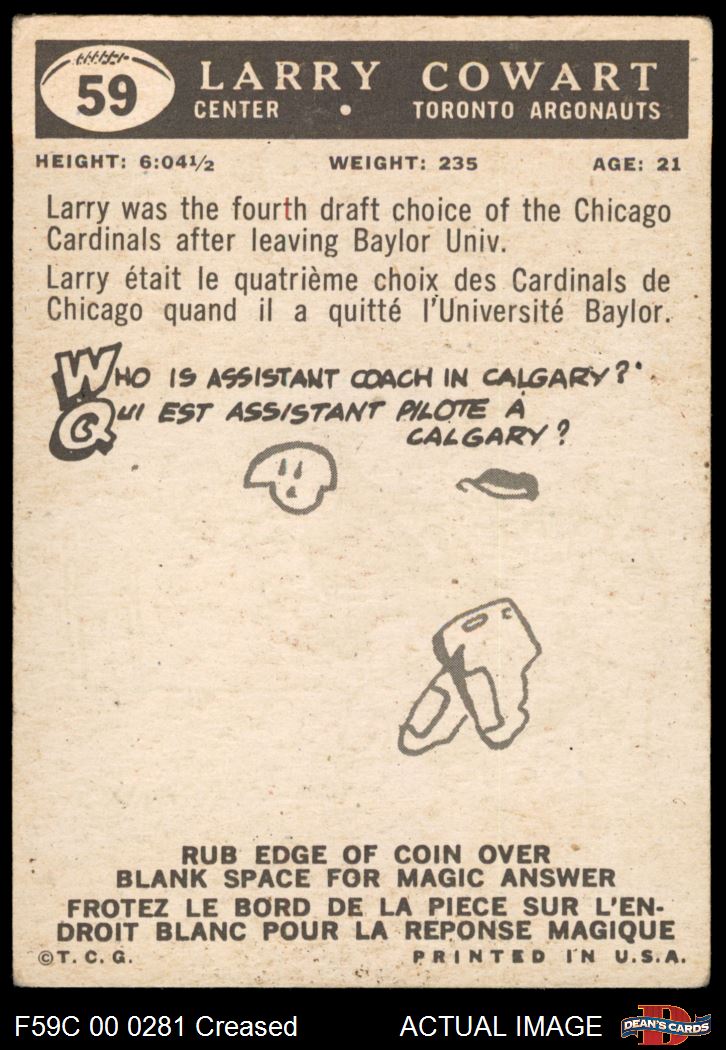 59
LARRY COWART
CENTER • TORONTO ARGONAUTS
HEIGHT: 6:04½ WEIGHT: 235 AGE: 21
Larry was the fourth draft choice of the Chicago
Cardinals after leaving Baylor Univ.
Larry était le quatrième choix des Cardinals de
Chicago quand il a quitté l'Université Baylor.
WHO IS ASSISTANT COACH IN CALGARY?
QUI EST ASSISTANT PILOTE A
CALGARY?
RUB EDGE OF COIN OVER
BLANK SPACE FOR MAGIC ANSWER
FROTEZ LE BORD DE LA PIECE SUR L'EN-
DROIT BLANC POUR LA REPONSE MAGIQUE
©T.C.G. PRINTED IN U.S.A.
F59C 00 0281 Creased ACTUAL IMAGE
D
DEAN'S CARDS